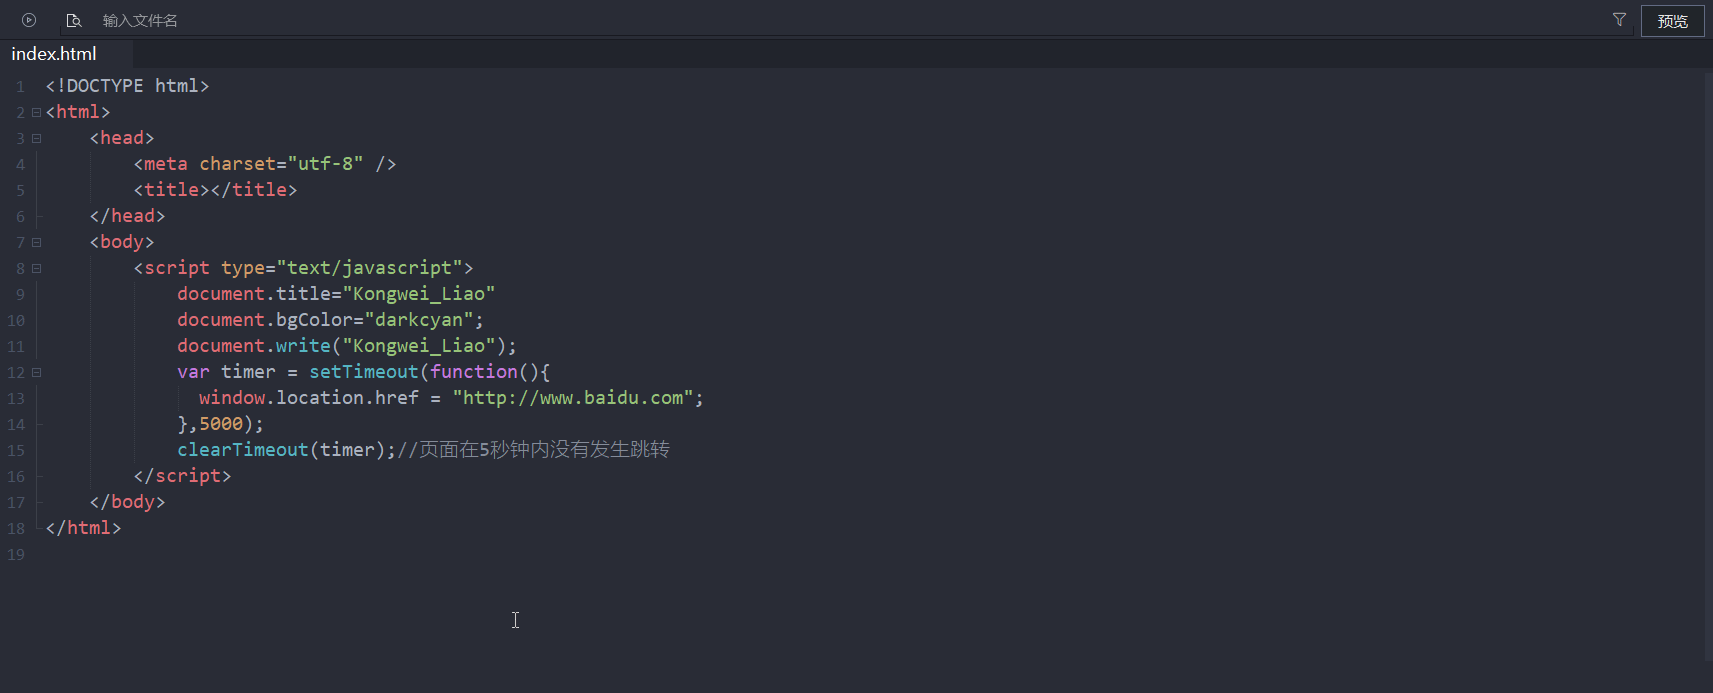 输入文件名 预览
index.html
1 <!DOCTYPE html>
2 <html>
3 <head>
4 <meta charset="utf-8" />
5 <title></title>
6 </head>
7 <body>
8 <script type="text/javascript">
9 document.title="Kongwei_Liao"
10 document.bgColor="darkcyan";
11 document.write("Kongwei_Liao");
12 var timer = setTimeout(function(){
13 window.location.href = "http://www.baidu.com";
14 },5000);
15 clearTimeout(timer);//页面在5秒钟内没有发生跳转
16 </script>
17 </body>
18 </html>
19